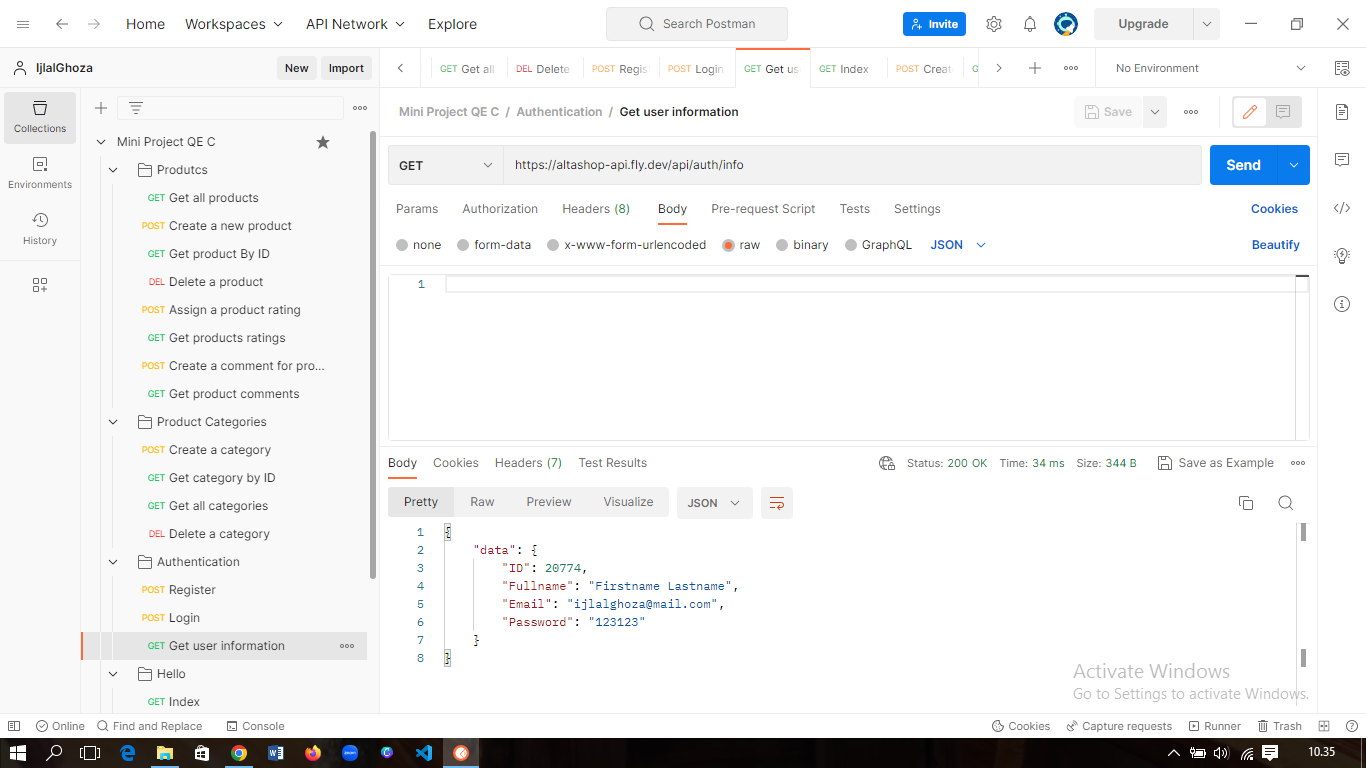 Home Workspaces API Network Explore Search Postman Invite Upgrade
IjlalGhoza New Import GET Get all DEL Delete POST Regis POST Login GET Get us GET Index POST Creat G No Environment
Collections
Environments
History
Mini Project QE C
Produtcs
GET Get all products
POST Create a new product
GET Get product By ID
DEL Delete a product
POST Assign a product rating
GET Get products ratings
POST Create a comment for pro...
GET Get product comments
Product Categories
POST Create a category
GET Get category by ID
GET Get all categories
DEL Delete a category
Authentication
POST Register
POST Login
GET Get user information
Hello
GET Index
Mini Project QE C / Authentication / Get user information Save
GET https://altashop-api.fly.dev/api/auth/info Send
Params Authorization Headers (8) Body Pre-request Script Tests Settings Cookies
none form-data x-www-form-urlencoded raw binary GraphQL JSON Beautify
1
Body Cookies Headers (7) Test Results Status: 200 OK Time: 34 ms Size: 344 B Save as Example
Pretty Raw Preview Visualize JSON
1 {
2 "data": {
3 "ID": 20774,
4 "Fullname": "Firstname Lastname",
5 "Email": "ijlalghoza@mail.com",
6 "Password": "123123"
7 }
8 }
Activate Windows
Go to Settings to activate Windows.
Online Find and Replace Console Cookies Capture requests Runner Trash
10.35